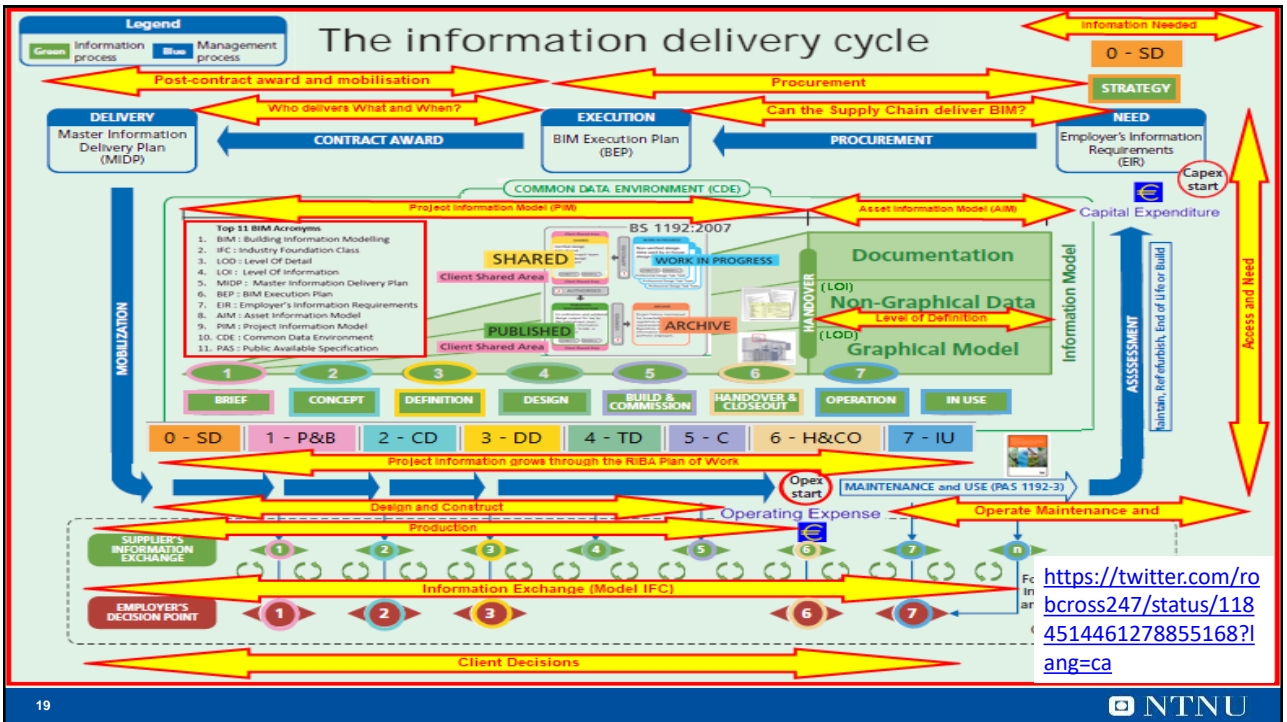 Legend
Green Information process
Blue Management process
The information delivery cycle
Infomation Needed
0 - SD
STRATEGY
Post-contract award and mobilisation
Procurement
Who delivers What and When?
Can the Supply Chain deliver BIM?
DELIVERY
Master Information
Delivery Plan
(MIDP)
CONTRACT AWARD
EXECUTION
BIM Execution Plan
(BEP)
PROCUREMENT
NEED
Employer's Information
Requirements
(EIR)
Capex
start
€
Capital Expenditure
COMMON DATA ENVIRONMENT (CDE)
Project Information Model (PIM)
Asset Information Model (AIM)
Top 11 BIM Acronyms
1. BIM : Building Information Modelling
2. IFC : Industry Foundation Class
3. LOD : Level Of Detail
4. LOI : Level Of Information
5. MIDP : Master Information Delivery Plan
6. BEP : BIM Execution Plan
7. EIR : Employer's Information Requirements
8. AIM : Asset Information Model
9. PIM : Project Information Model
10. CDE : Common Data Environment
11. PAS : Public Available Specification
BS 1192:2007
SHARED
WORK IN PROGRESS
Client Shared Area
PUBLISHED
ARCHIVE
Client Shared Area
HANDOVER
Documentation
(LOI)
Non-Graphical Data
Level of Definition
(LOD)
Graphical Model
Information Model
MOBILIZATION
ASSSESSMENT
Maintain, Refefurbish, End of Life or Build
Access and Need
1 2 3 4 5 6 7
BRIEF
CONCEPT
DEFINITION
DESIGN
BUILD &
COMMISSION
HANDOVER &
CLOSEOUT
OPERATION
IN USE
0 - SD
1 - P&B
2 - CD
3 - DD
4 - TD
5 - C
6 - H&CO
7 - IU
Project information grows through the RIBA Plan of Work
Opex
start
MAINTENANCE and USE (PAS 1192-3)
Design and Construct
Operating Expense
€
Operate Maintenance and
Production
SUPPLIER'S
INFORMATION
EXCHANGE
1 2 3 4 5 6 7 n
Information Exchange (Model IFC)
EMPLOYER'S
DECISION POINT
1 2 3 6 7
Client Decisions
https://twitter.com/ro
bcross247/status/118
4514461278855168?l
ang=ca
19
NTNU